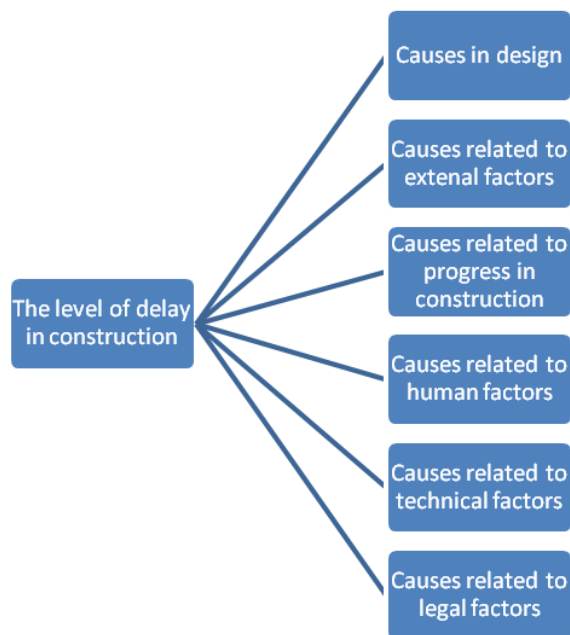 Causes in design
Causes related to
extenal factors
Causes related to
progress in
construction
The level of delay
in construction
Causes related to
human factors
Causes related to
technical factors
Causes related to
legal factors